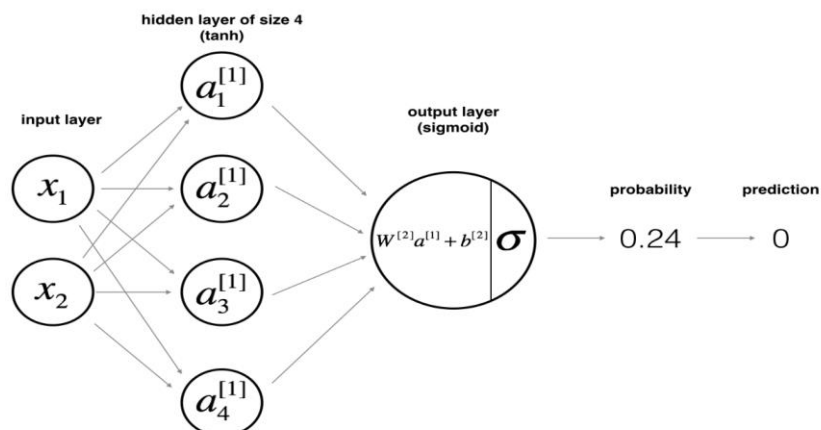 hidden layer of size 4
(tanh)
input layer
x₁
x₂
a₁^[1]
a₂^[1]
a₃^[1]
a₄^[1]
output layer
(sigmoid)
W^[2]a^[1] + b^[2]
σ
probability
0.24
prediction
0